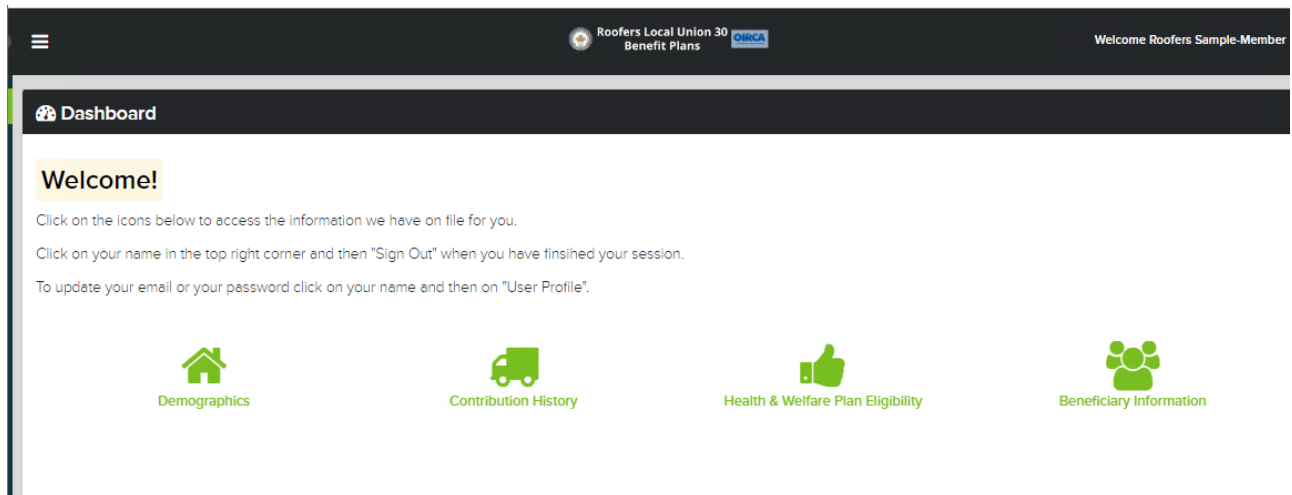 Roofers Local Union 30
Benefit Plans
OIRCA
Welcome Roofers Sample-Member
Dashboard
Welcome!
Click on the icons below to access the information we have on file for you.
Click on your name in the top right corner and then "Sign Out" when you have finsihed your session.
To update your email or your password click on your name and then on "User Profile".
Demographics
Contribution History
Health & Welfare Plan Eligibility
Beneficiary Information